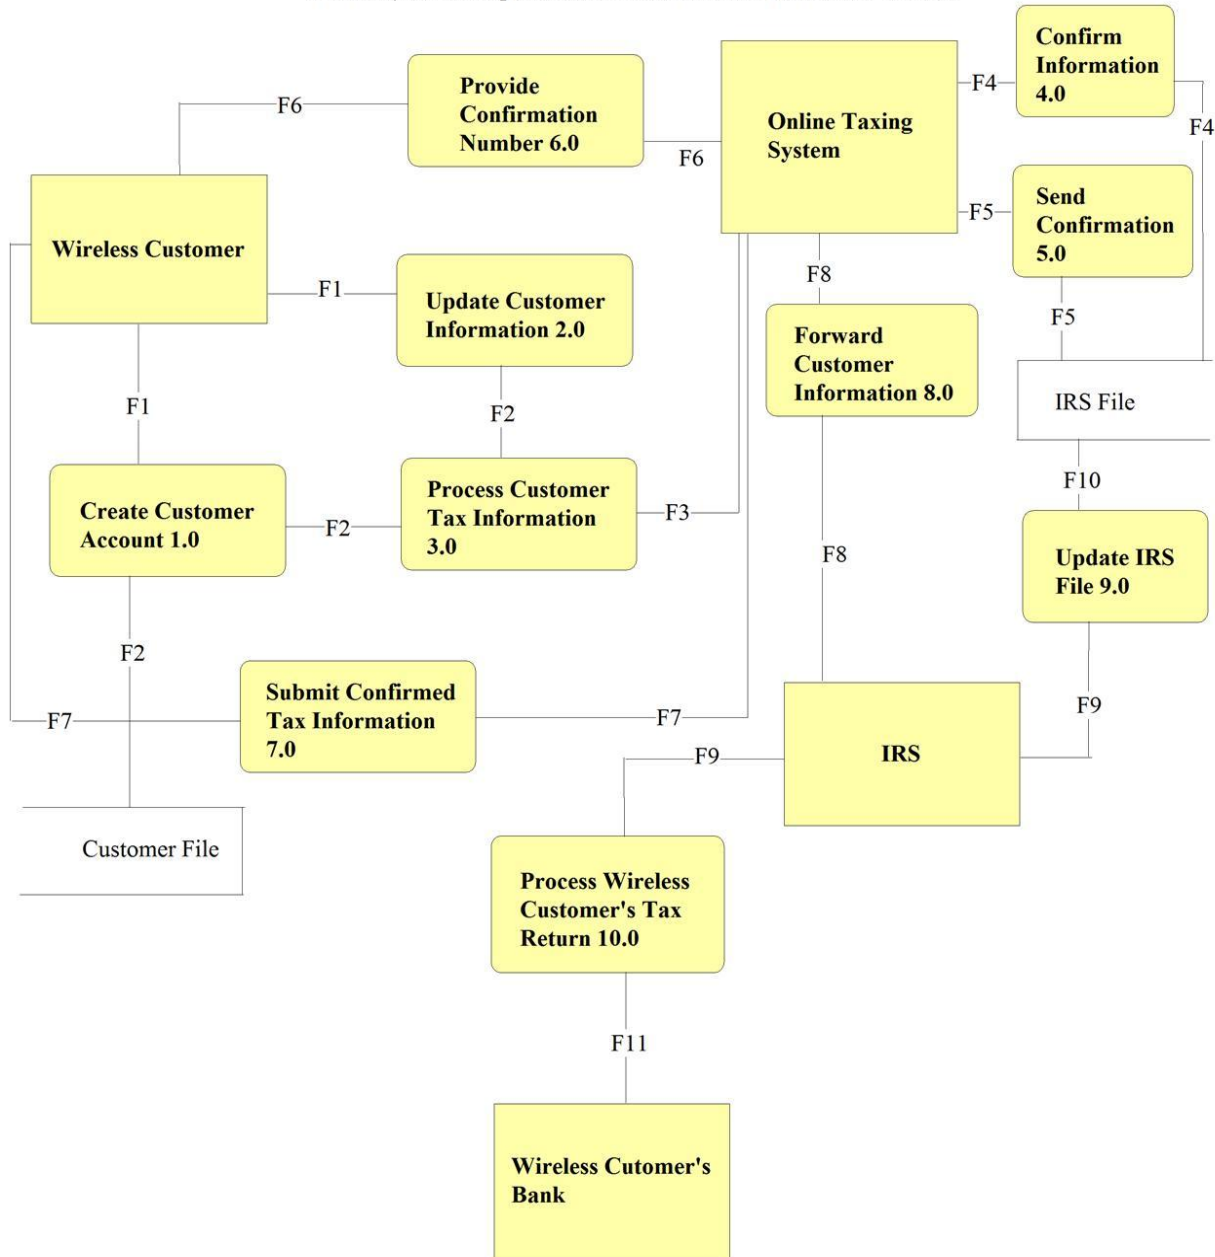 Confirm
Information
4.0
Provide
Confirmation
Number 6.0
F6
F4
Online Taxing
System
F4
F6
Send
Confirmation
5.0
F5
Wireless Customer
F8
F1
Update Customer
Information 2.0
F5
Forward
Customer
Information 8.0
F1
F2
IRS File
F10
Create Customer
Account 1.0
F2
Process Customer
Tax Information
3.0
F3
F8
Update IRS
File 9.0
F2
Submit Confirmed
Tax Information
7.0
F7
F7
F9
F9
IRS
Customer File
Process Wireless
Customer's Tax
Return 10.0
F11
Wireless Cutomer's
Bank